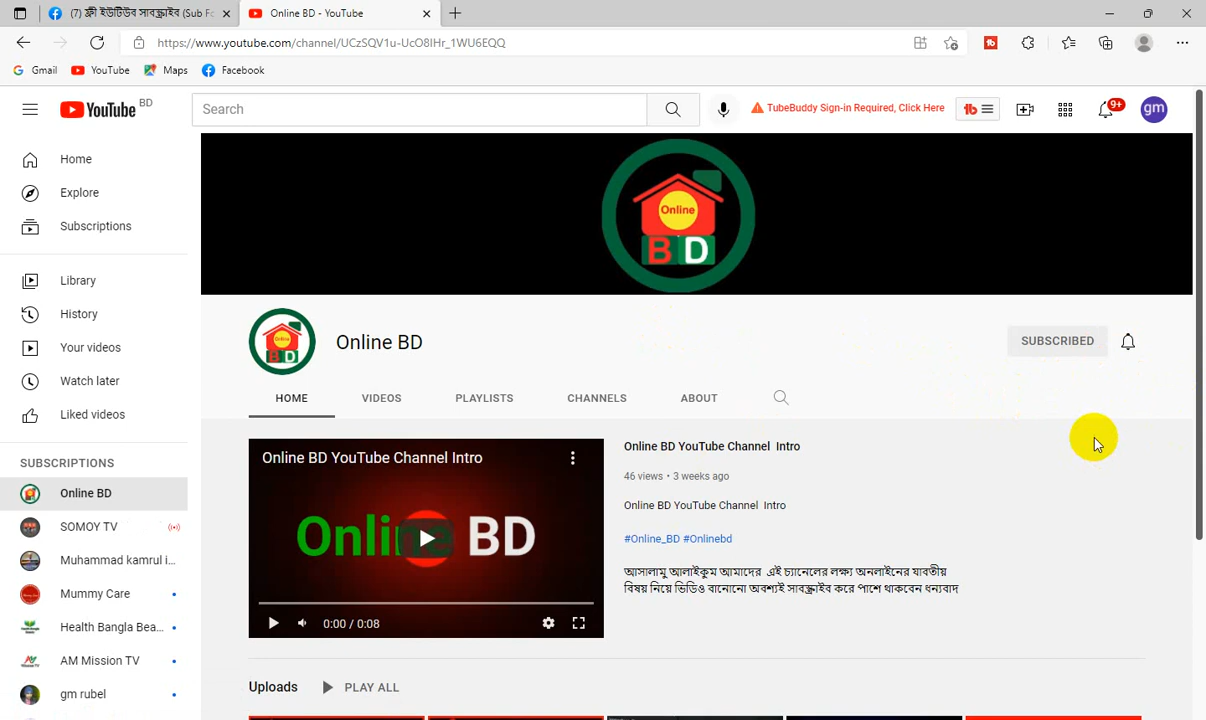 (7) ফ্রী ইউটিউব সাবস্ক্রাইব (Sub Fo
Online BD - YouTube
https://www.youtube.com/channel/UCzSQV1u-UcO8IHr_1WU6EQQ
Gmail
YouTube
Maps
Facebook
YouTube BD
Search
TubeBuddy Sign-in Required, Click Here
tb
9+
gm
Home
Explore
Subscriptions
Library
History
Your videos
Watch later
Liked videos
SUBSCRIPTIONS
Online BD
SOMOY TV
Muhammad kamrul i...
Mummy Care
Health Bangla Bea...
AM Mission TV
gm rubel
Online
BD
Online BD
SUBSCRIBED
HOME
VIDEOS
PLAYLISTS
CHANNELS
ABOUT
Online BD YouTube Channel Intro
Online BD
0:00 / 0:08
Online BD YouTube Channel Intro
46 views • 3 weeks ago
Online BD YouTube Channel Intro
#Online_BD #Onlinebd
আসালামু আলাইকুম আমাদের এই চ্যানেলের লক্ষ্য অনলাইনের যাবতীয়
বিষয় নিয়ে ভিডিও বানোনো অবশ্যই সাবস্ক্রাইব করে পাশে থাকবেন ধন্যবাদ
Uploads
PLAY ALL